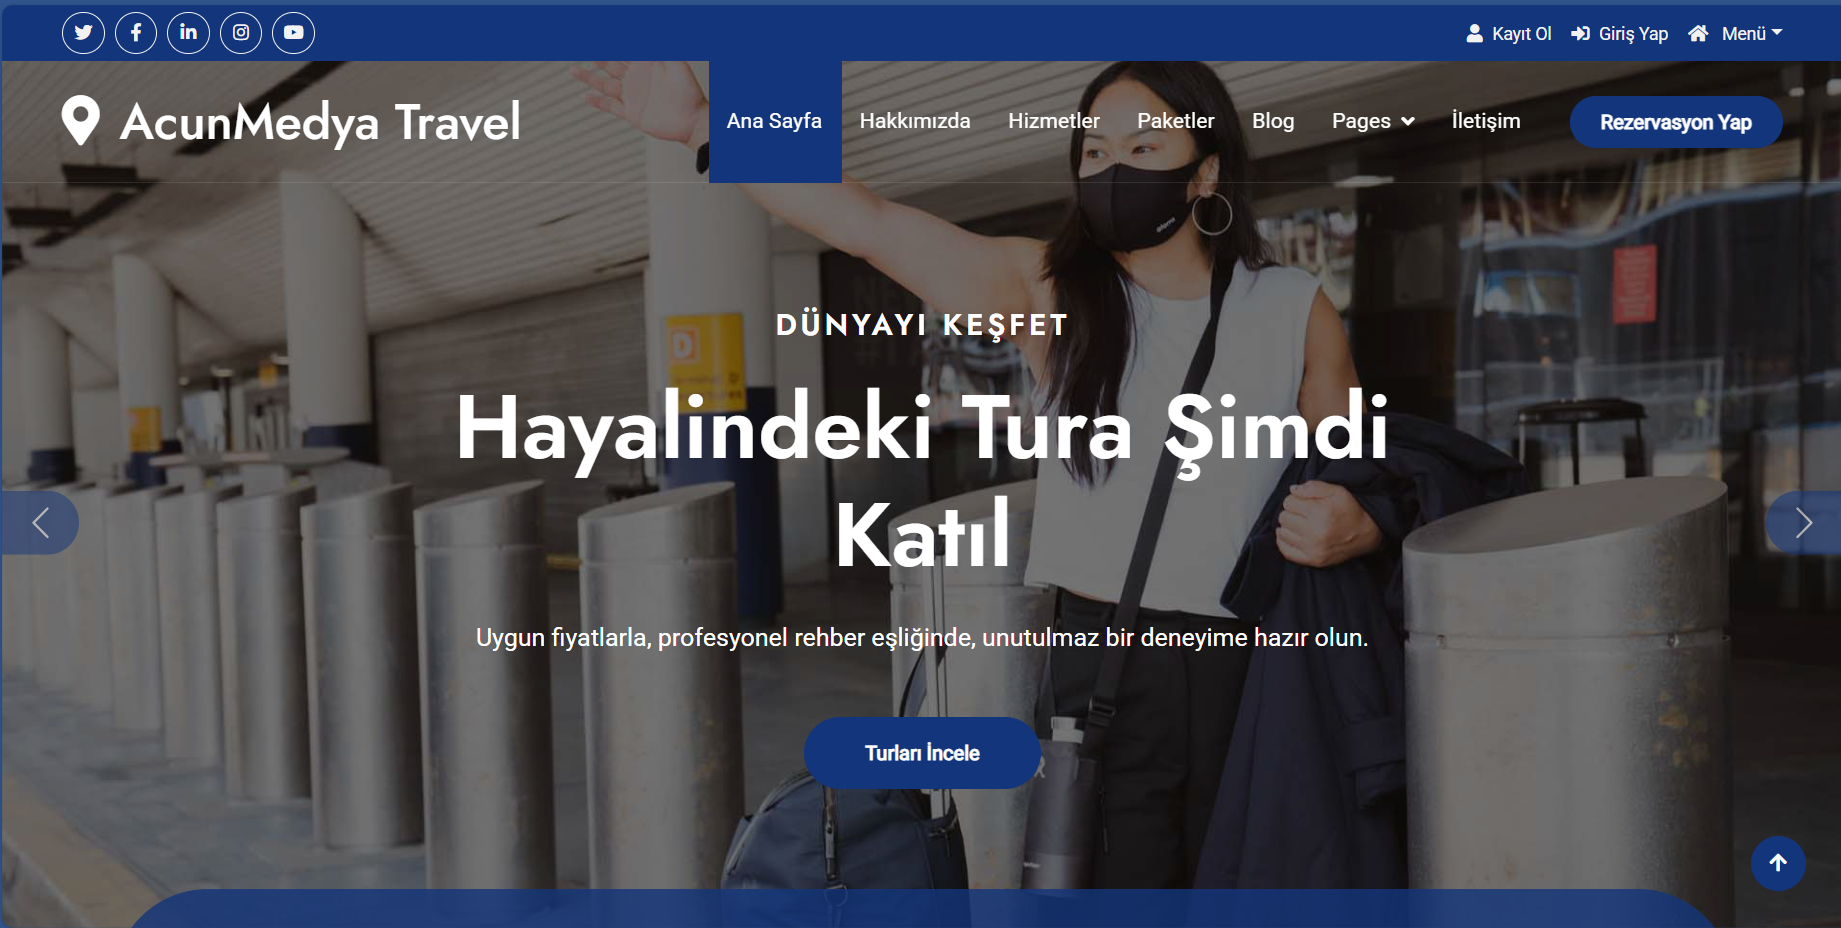 Kayıt Ol Giriş Yap Menü
AcunMedya Travel
Ana Sayfa Hakkımızda Hizmetler Paketler Blog Pages İletişim Rezervasyon Yap
DÜNYAYI KEŞFET
Hayalindeki Tura Şimdi
Katıl
Uygun fiyatlarla, profesyonel rehber eşliğinde, unutulmaz bir deneyime hazır olun.
Turları İncele
D